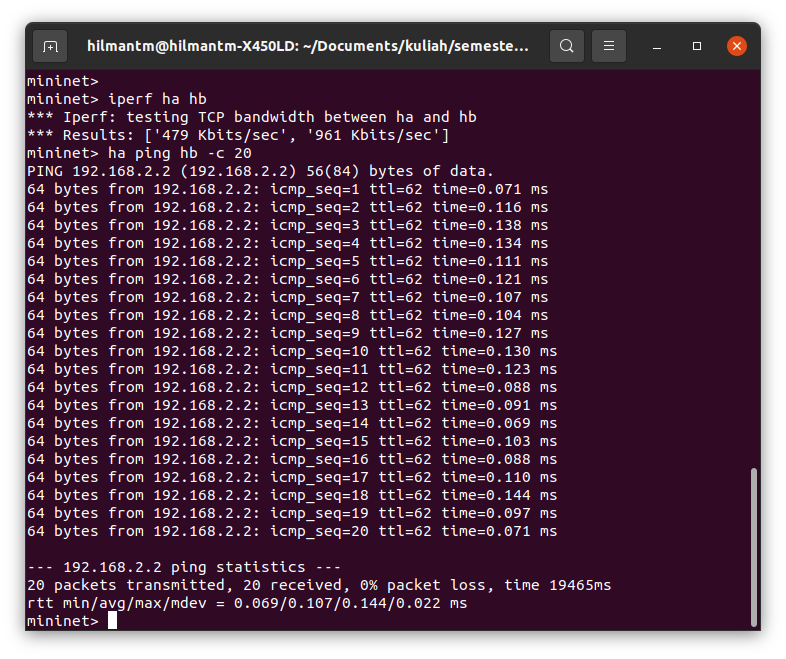 hilmantm@hilmantm-X450LD: ~/Documents/kuliah/semeste...
mininet>
mininet> iperf ha hb
*** Iperf: testing TCP bandwidth between ha and hb
*** Results: ['479 Kbits/sec', '961 Kbits/sec']
mininet> ha ping hb -c 20
PING 192.168.2.2 (192.168.2.2) 56(84) bytes of data.
64 bytes from 192.168.2.2: icmp_seq=1 ttl=62 time=0.071 ms
64 bytes from 192.168.2.2: icmp_seq=2 ttl=62 time=0.116 ms
64 bytes from 192.168.2.2: icmp_seq=3 ttl=62 time=0.138 ms
64 bytes from 192.168.2.2: icmp_seq=4 ttl=62 time=0.134 ms
64 bytes from 192.168.2.2: icmp_seq=5 ttl=62 time=0.111 ms
64 bytes from 192.168.2.2: icmp_seq=6 ttl=62 time=0.121 ms
64 bytes from 192.168.2.2: icmp_seq=7 ttl=62 time=0.107 ms
64 bytes from 192.168.2.2: icmp_seq=8 ttl=62 time=0.104 ms
64 bytes from 192.168.2.2: icmp_seq=9 ttl=62 time=0.127 ms
64 bytes from 192.168.2.2: icmp_seq=10 ttl=62 time=0.130 ms
64 bytes from 192.168.2.2: icmp_seq=11 ttl=62 time=0.123 ms
64 bytes from 192.168.2.2: icmp_seq=12 ttl=62 time=0.088 ms
64 bytes from 192.168.2.2: icmp_seq=13 ttl=62 time=0.091 ms
64 bytes from 192.168.2.2: icmp_seq=14 ttl=62 time=0.069 ms
64 bytes from 192.168.2.2: icmp_seq=15 ttl=62 time=0.103 ms
64 bytes from 192.168.2.2: icmp_seq=16 ttl=62 time=0.088 ms
64 bytes from 192.168.2.2: icmp_seq=17 ttl=62 time=0.110 ms
64 bytes from 192.168.2.2: icmp_seq=18 ttl=62 time=0.144 ms
64 bytes from 192.168.2.2: icmp_seq=19 ttl=62 time=0.097 ms
64 bytes from 192.168.2.2: icmp_seq=20 ttl=62 time=0.071 ms
--- 192.168.2.2 ping statistics ---
20 packets transmitted, 20 received, 0% packet loss, time 19465ms
rtt min/avg/max/mdev = 0.069/0.107/0.144/0.022 ms
mininet>